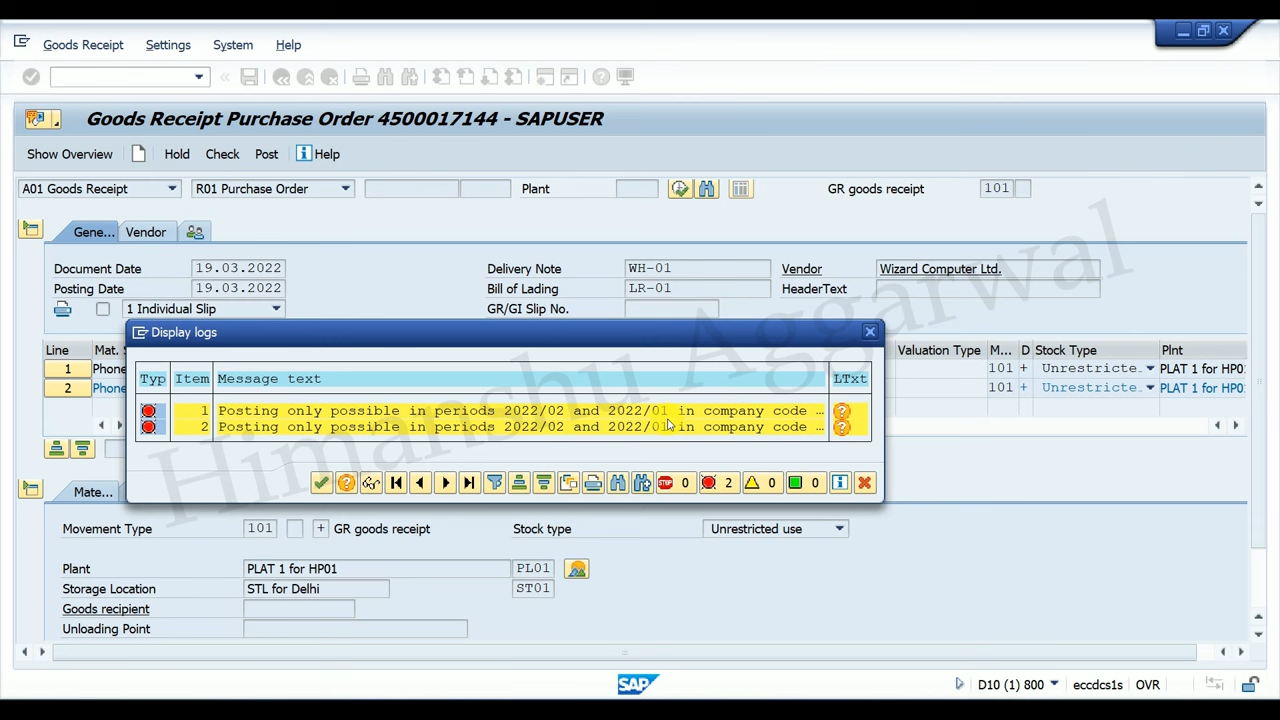 Goods Receipt Settings System Help
Goods Receipt Purchase Order 4500017144 - SAPUSER
Show Overview Hold Check Post Help
A01 Goods Receipt R01 Purchase Order Plant GR goods receipt 101
Gene... Vendor
Document Date 19.03.2022 Delivery Note WH-01 Vendor Wizard Computer Ltd.
Posting Date 19.03.2022 Bill of Lading LR-01 HeaderText
1 Individual Slip GR/GI Slip No.
Display logs
Line Mat. S Valuation Type M... D Stock Type Plnt
1 Phone 101 + Unrestricte... PLAT 1 for HP01
2 Phone 101 + Unrestricte... PLAT 1 for HP01
Typ Item Message text LTxt
1 Posting only possible in periods 2022/02 and 2022/01 in company code ...
2 Posting only possible in periods 2022/02 and 2022/01 in company code ...
STOP 0 2 0 0
Mate...
Movement Type 101 + GR goods receipt Stock type Unrestricted use
Plant PLAT 1 for HP01 PL01
Storage Location STL for Delhi ST01
Goods recipient
Unloading Point
SAP D10 (1) 800 eccdcs1s OVR
Himanshu Aggarwal